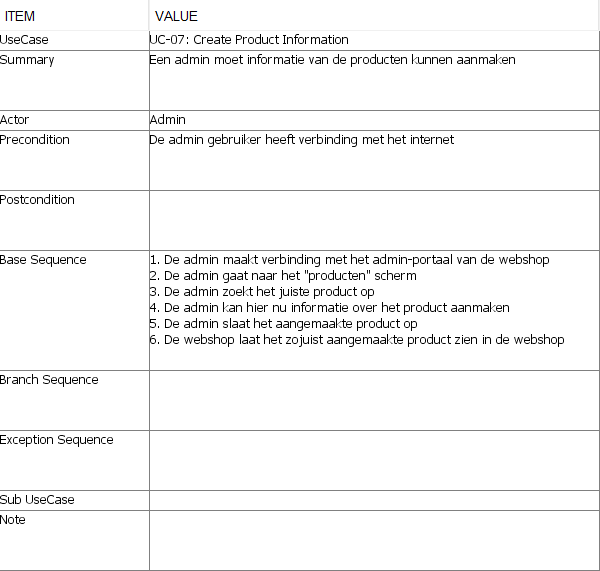 ITEM VALUE
UseCase UC-07: Create Product Information
Summary Een admin moet informatie van de producten kunnen aanmaken
Actor Admin
Precondition De admin gebruiker heeft verbinding met het internet
Postcondition
Base Sequence 1. De admin maakt verbinding met het admin-portaal van de webshop
2. De admin gaat naar het "producten" scherm
3. De admin zoekt het juiste product op
4. De admin kan hier nu informatie over het product aanmaken
5. De admin slaat het aangemaakte product op
6. De webshop laat het zojuist aangemaakte product zien in de webshop
Branch Sequence
Exception Sequence
Sub UseCase
Note